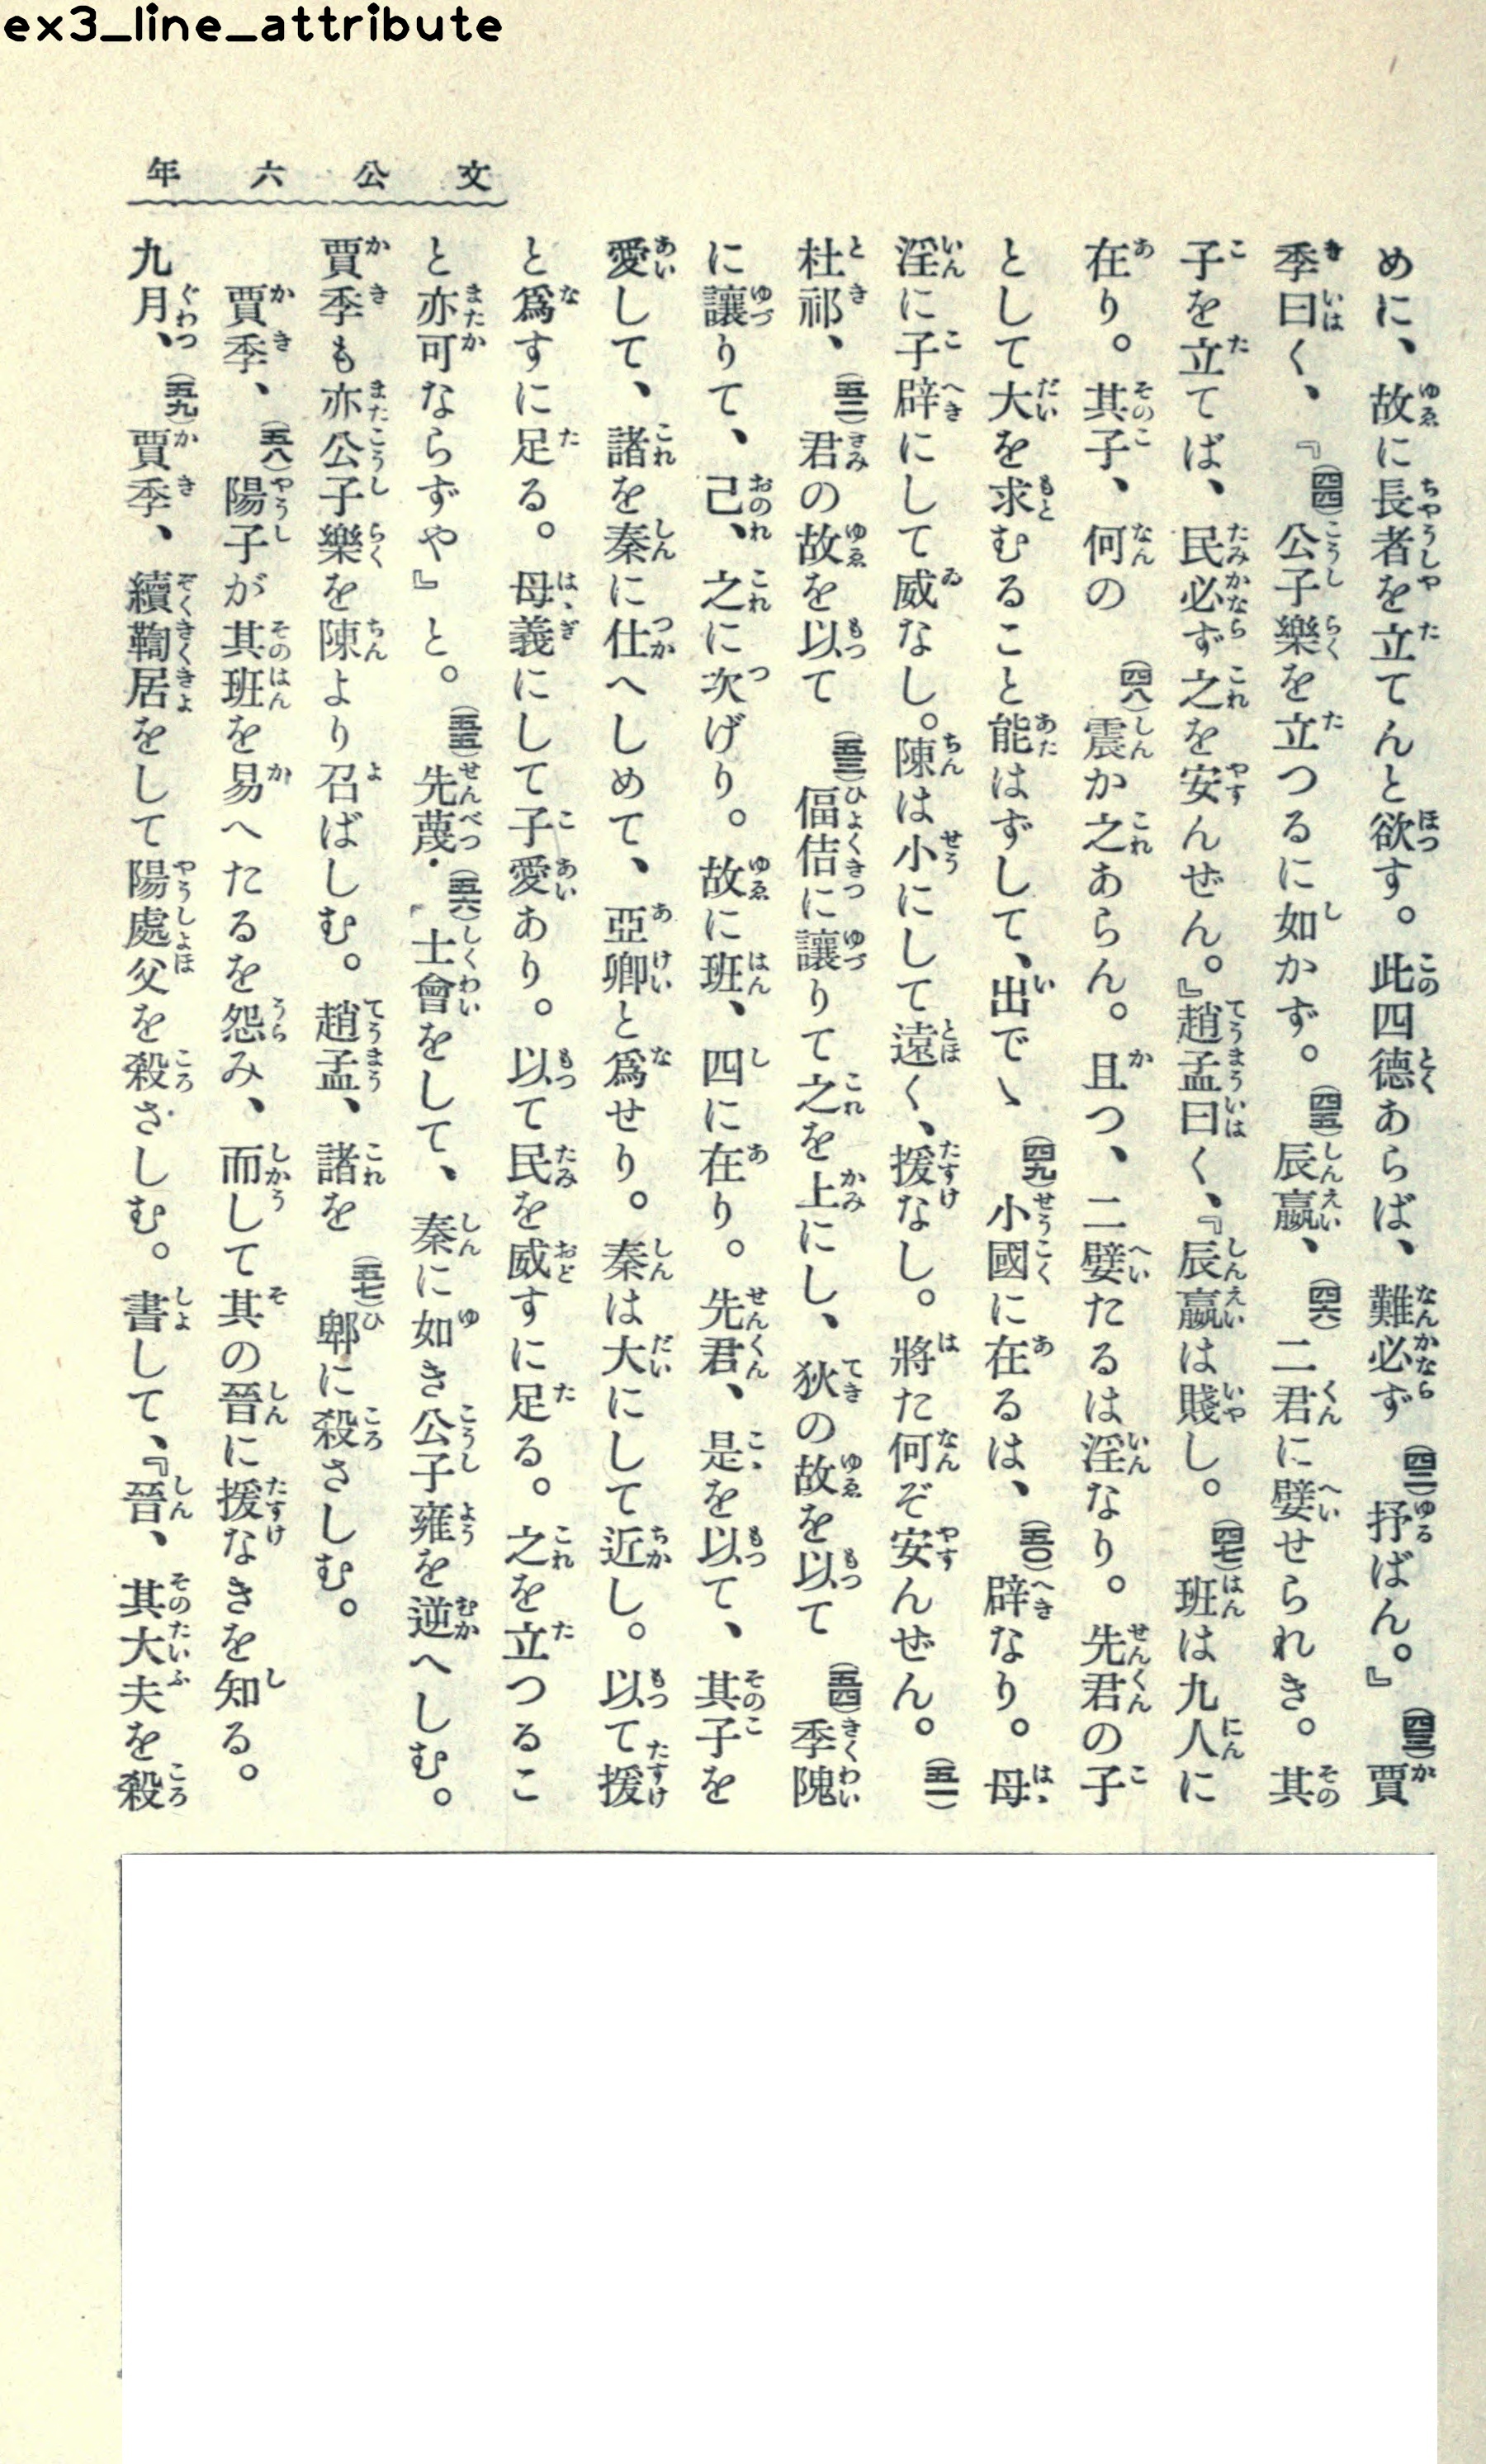 ex3_line_attribute
文公六年
めに、故に長者を立てんと欲す。此四德あらば、難必ず(四二)抒ばん。』(四三)賈
季曰く、『(四四)公子樂を立つるに如かず。(四五)辰嬴、(四六)二君に嬖せられき。其
子を立てば、民必ず之を安んぜん。』趙孟曰く、『辰嬴は賤し。(四七)班は九人に
在り。其子、何の(四八)震か之あらん。且つ、二嬖たるは淫なり。先君の子
として大を求むること能はずして、出でゝ(四九)小國に在るは、(五〇)辟なり。母
淫に子辟にして威なし。陳は小にして遠く、援なし。將た何ぞ安んぜん。(五一)
杜祁、(五二)君の故を以て(五三)偪佶に讓りて之を上にし、狄の故を以て(五四)季隗
に讓りて、己、之に次げり。故に班、四に在り。先君、是を以て、其子を
愛して、諸を秦に仕へしめて、亞卿と爲せり。秦は大にして近し。以て援
と爲すに足る。母義にして子愛あり。以て民を威すに足る。之を立つるこ
と亦可ならずや』と。(五五)先蔑・(五六)士會をして、秦に如き公子雍を逆へしむ。
賈季も亦公子樂を陳より召ばしむ。趙孟、諸を(五七)郫に殺さしむ。
賈季、(五八)陽子が其班を易へたるを怨み、而して其の晉に援なきを知る。
九月、(五九)賈季、續鞫居をして陽處父を殺さしむ。書して、『晉、其大夫を殺